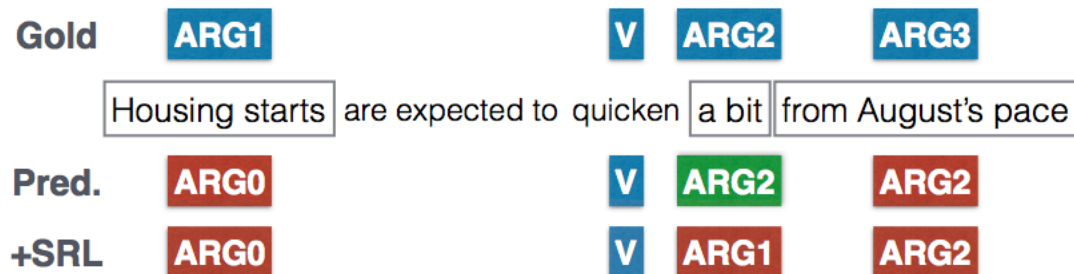 Gold ARG1 V ARG2 ARG3
Housing starts are expected to quicken a bit from August's pace
Pred. ARG0 V ARG2 ARG2
+SRL ARG0 V ARG1 ARG2